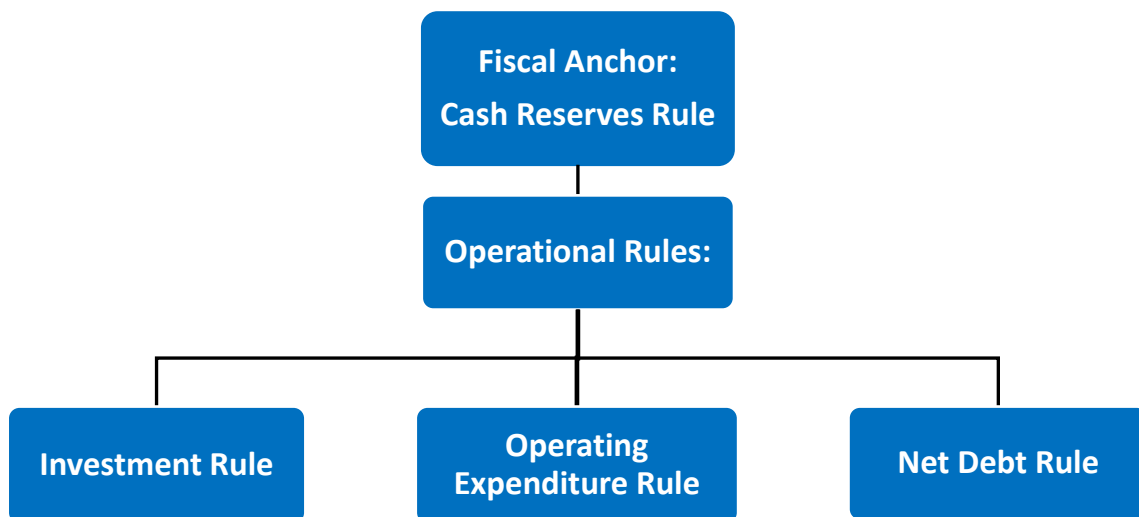 Fiscal Anchor:
Cash Reserves Rule
Operational Rules:
Investment Rule
Operating
Expenditure Rule
Net Debt Rule